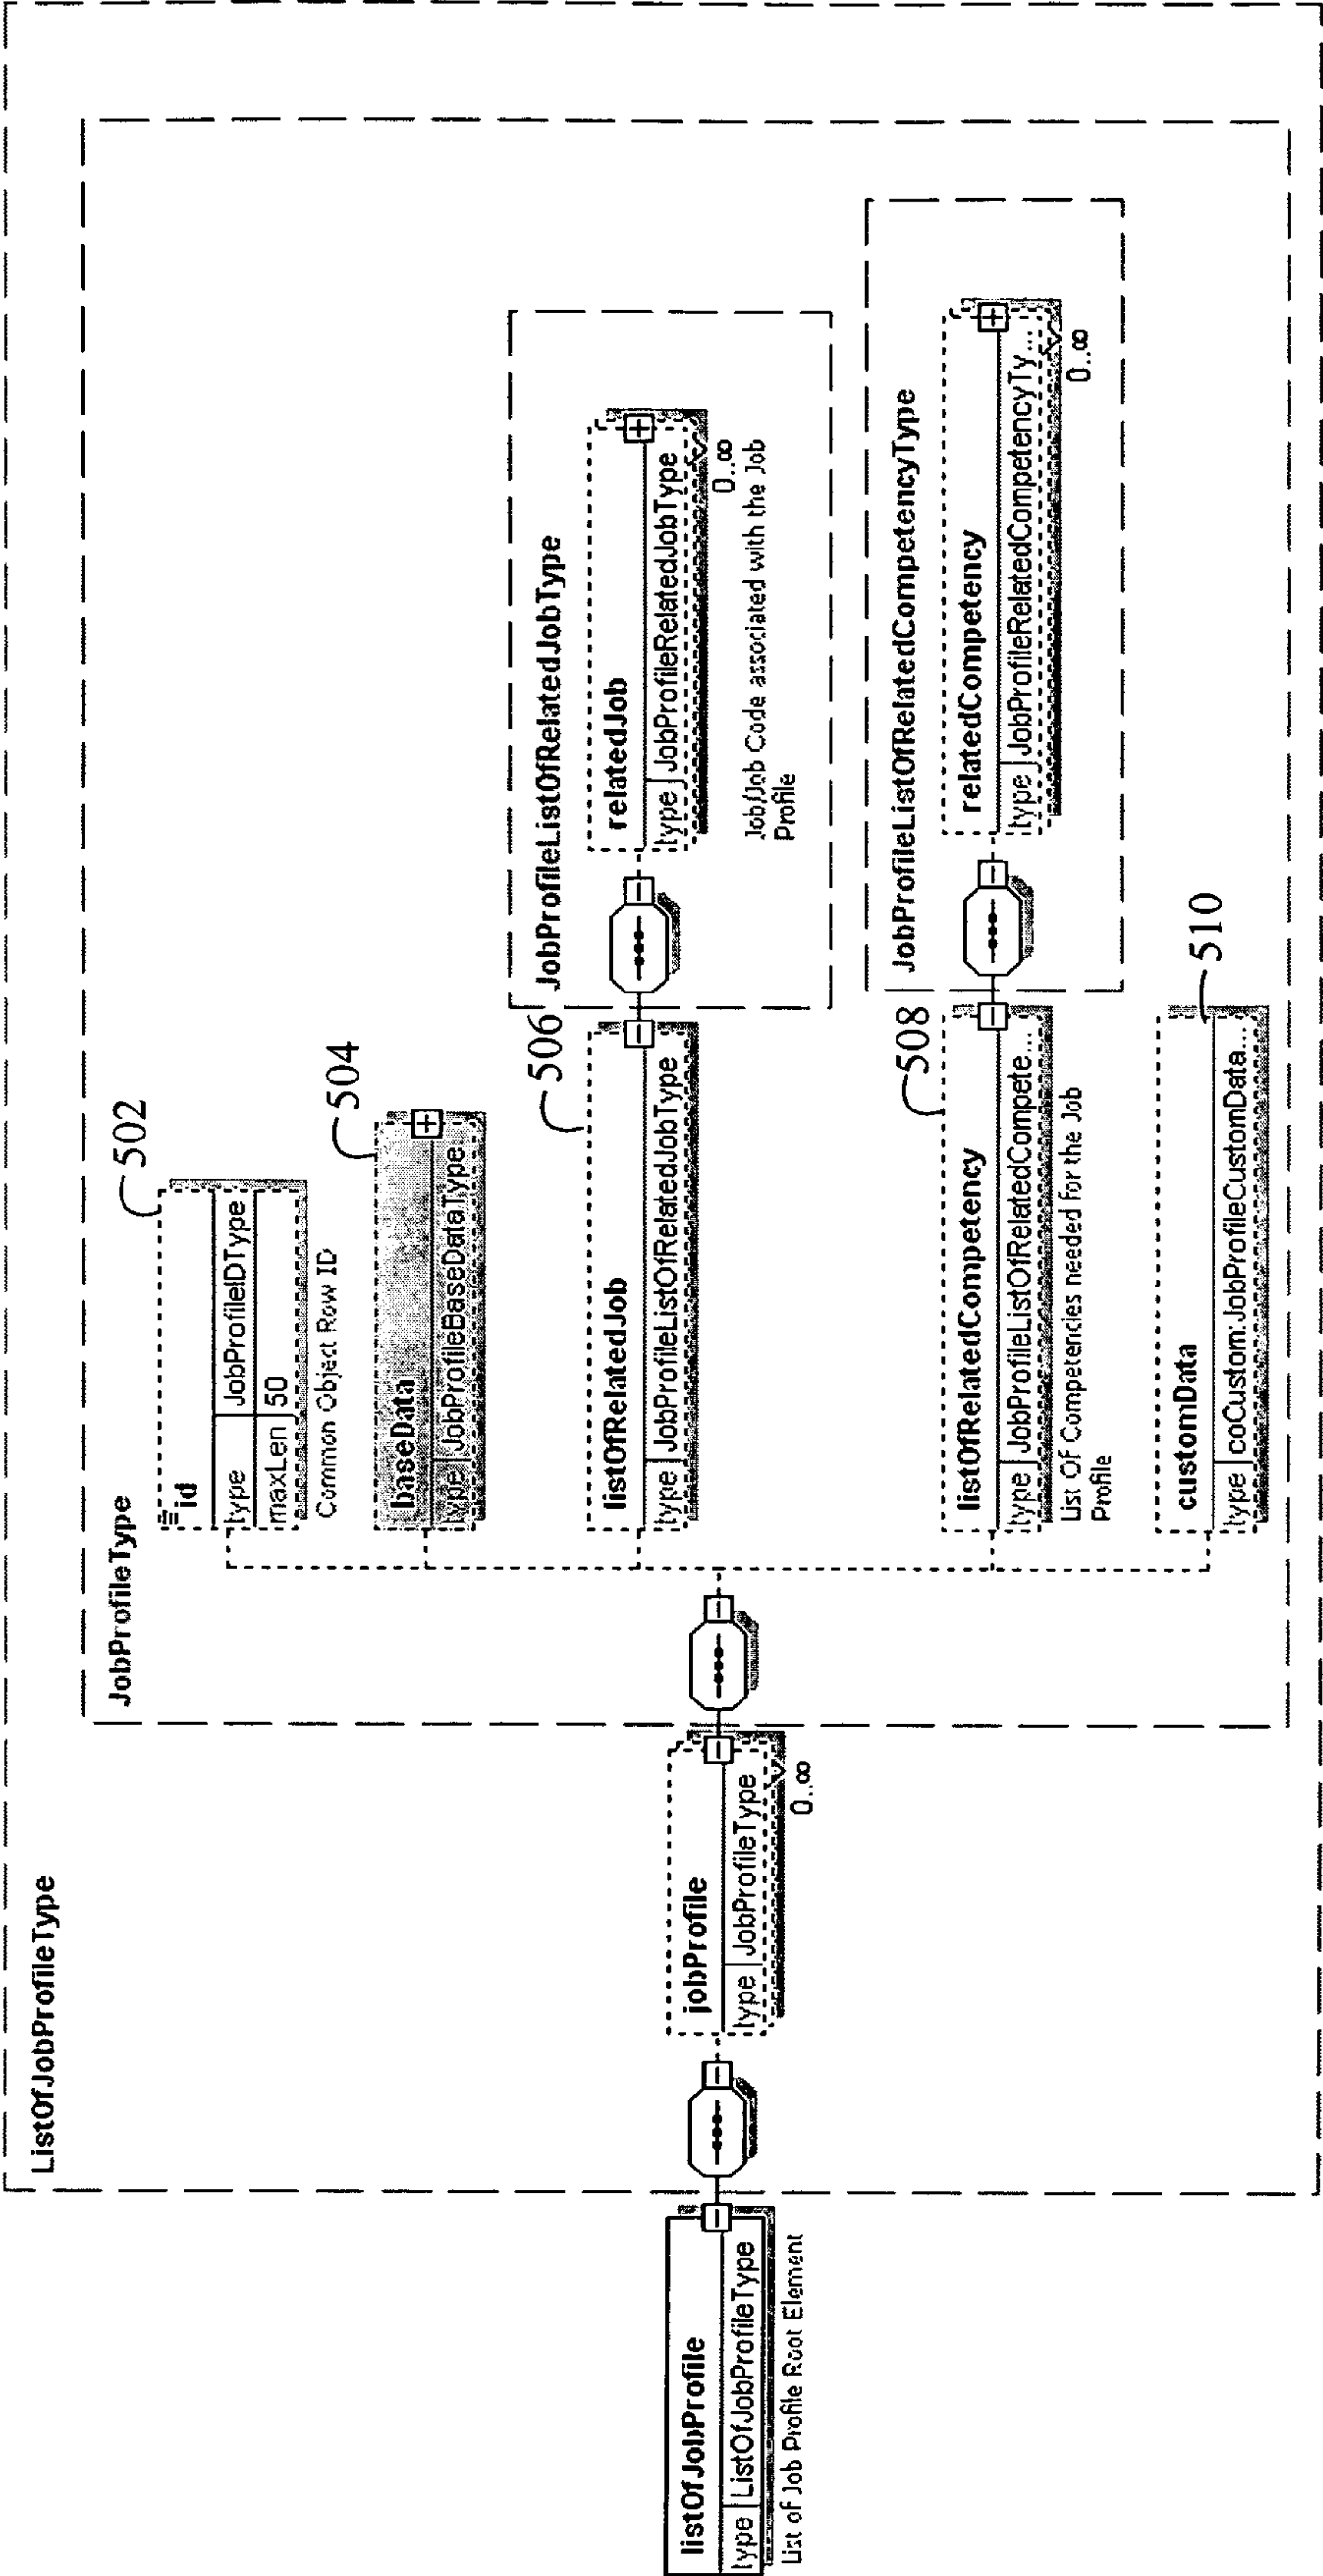 ListOfJobProfileType
JobProfileType
listOfJobProfile
type ListOfJobProfileType
List of Job Profile Root Element
jobProfile
type JobProfileType
0..∞
502
id
type JobProfileIDType
maxLen 50
Common Object Row ID
504
baseData
type JobProfileBaseDataType
506
listOfRelatedJob
type JobProfileListOfRelatedJobType
JobProfileListOfRelatedJobType
relatedJob
type JobProfileRelatedJobType
0..∞
Job/Job Code associated with the Job
Profile
508
listOfRelatedCompetency
type JobProfileListOfRelatedCompete...
List Of Competencies needed for the Job
Profile
JobProfileListOfRelatedCompetencyType
relatedCompetency
type JobProfileRelatedCompetencyTy...
0..∞
510
customData
type coCustom:JobProfileCustomData...